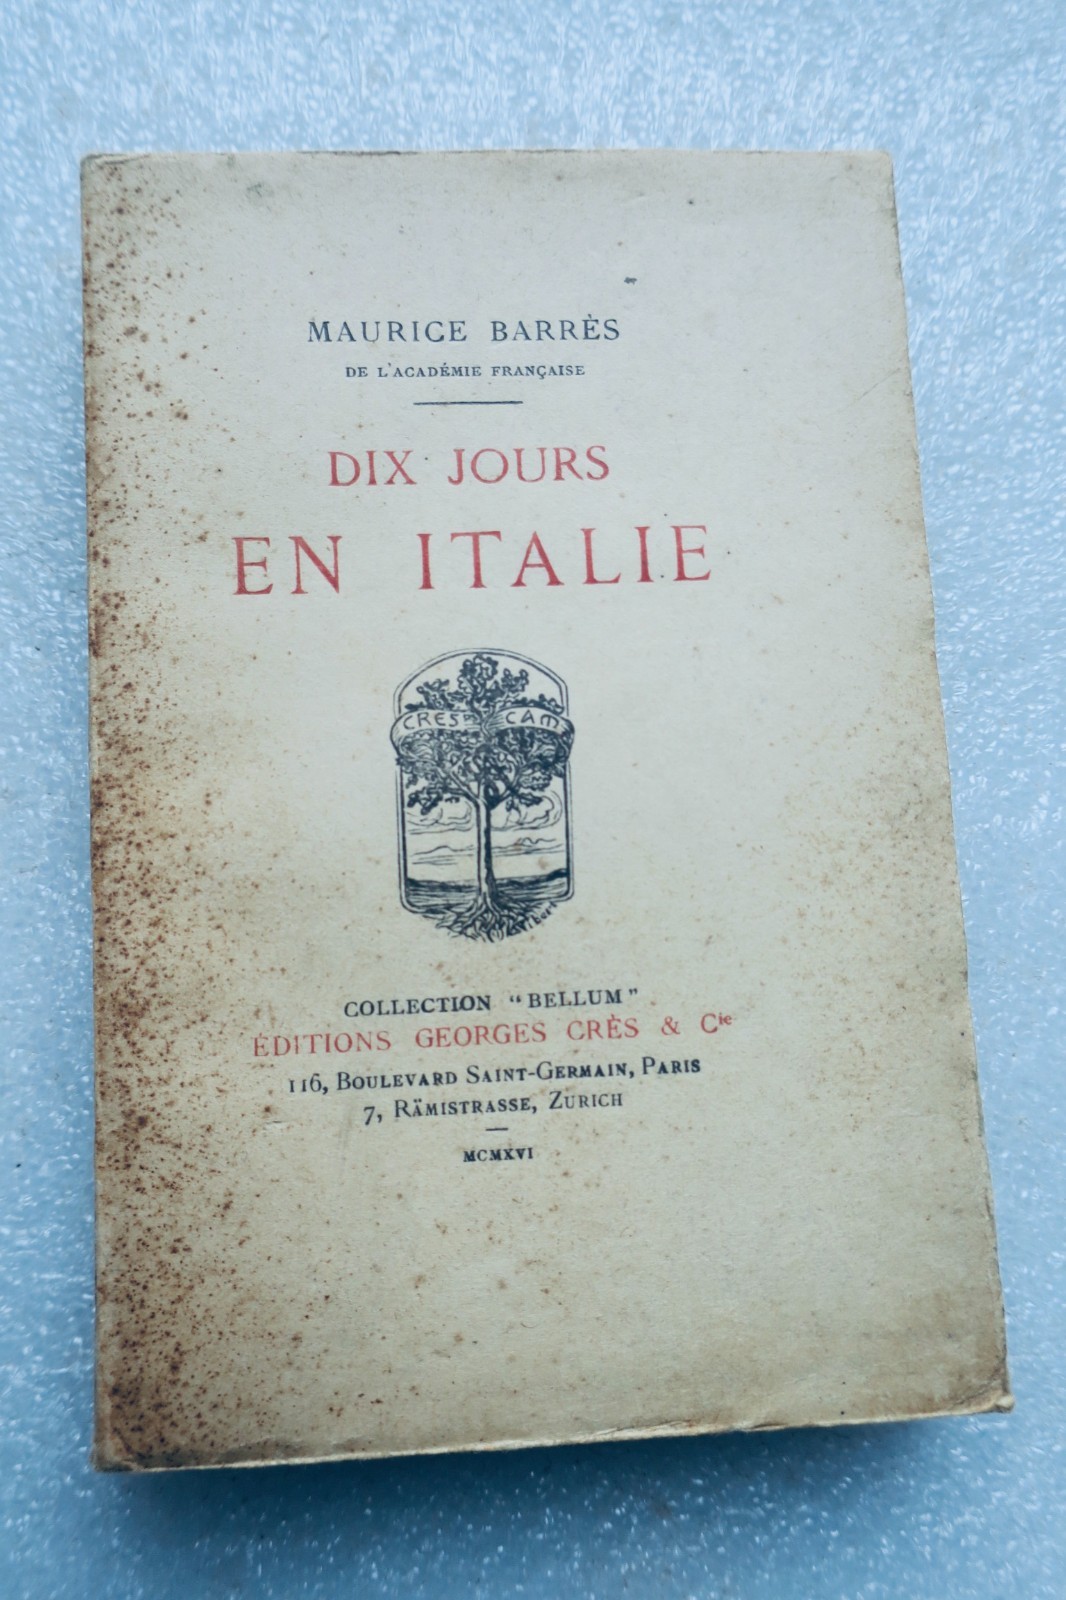 MAURICE BARRÈS
DE L'ACADÉMIE FRANÇAISE
DIX JOURS
EN ITALIE
CRES CAM
COLLECTION "BELLUM"
ÉDITIONS GEORGES CRÈS & Cie
116, BOULEVARD SAINT-GERMAIN, PARIS
7, RÄMISTRASSE, ZURICH
MCMXVI